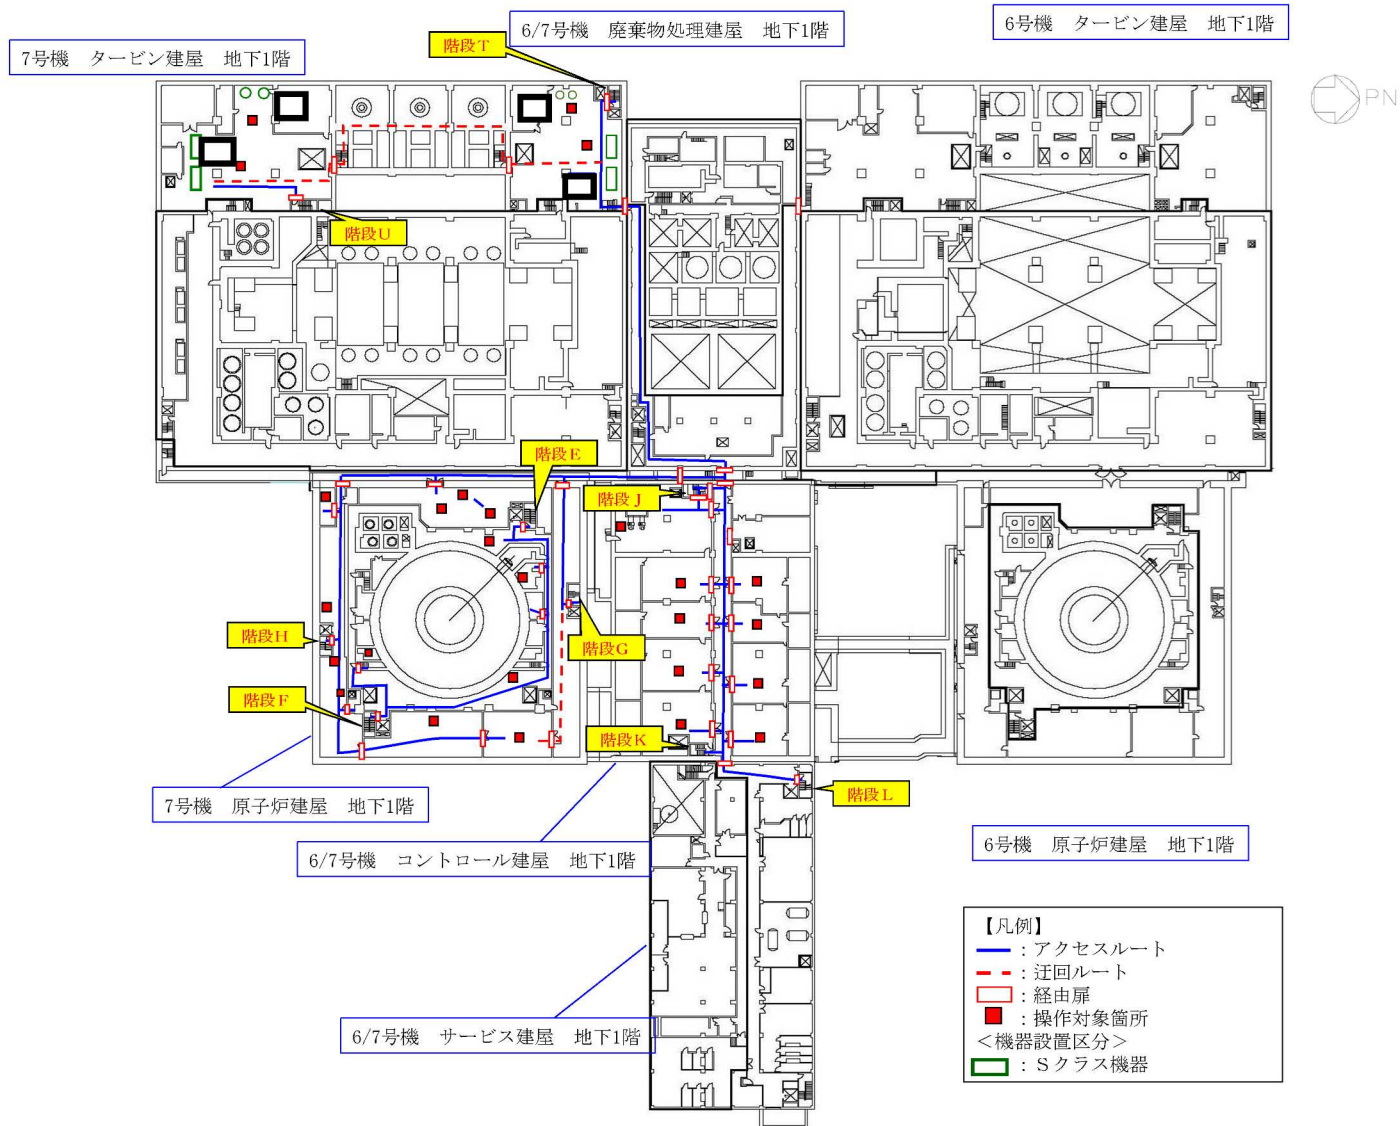 6/7号機 廃棄物処理建屋 地下1階
6号機 タービン建屋 地下1階
階段T
7号機 タービン建屋 地下1階
PN
階段U
階段E
階段J
階段H
階段G
階段F
階段K
階段L
7号機 原子炉建屋 地下1階
6/7号機 コントロール建屋 地下1階
6号機 原子炉建屋 地下1階
6/7号機 サービス建屋 地下1階
【凡例】
：アクセスルート
：迂回ルート
：経由扉
：操作対象箇所
＜機器設置区分＞
：Sクラス機器